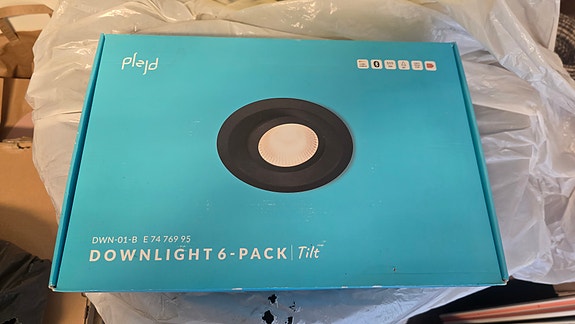 plejd
DWN-01-B E 74 769 95
DOWNLIGHT 6-PACK | Tilt